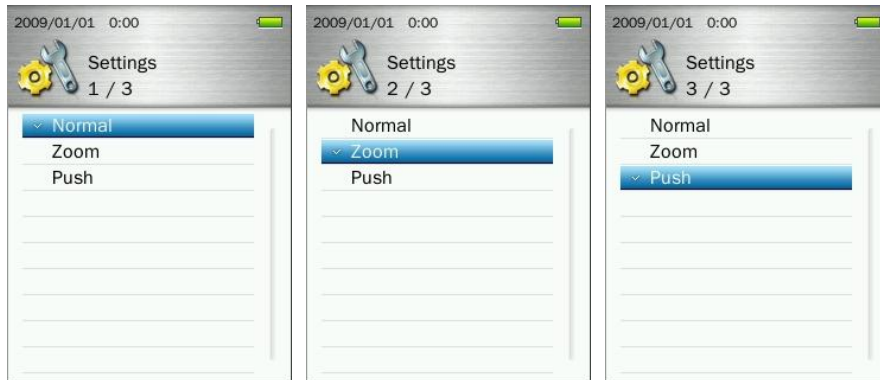 2009/01/01 0:00
Settings
1 / 3
Normal
Zoom
Push
2009/01/01 0:00
Settings
2 / 3
Normal
Zoom
Push
2009/01/01 0:00
Settings
3 / 3
Normal
Zoom
Push